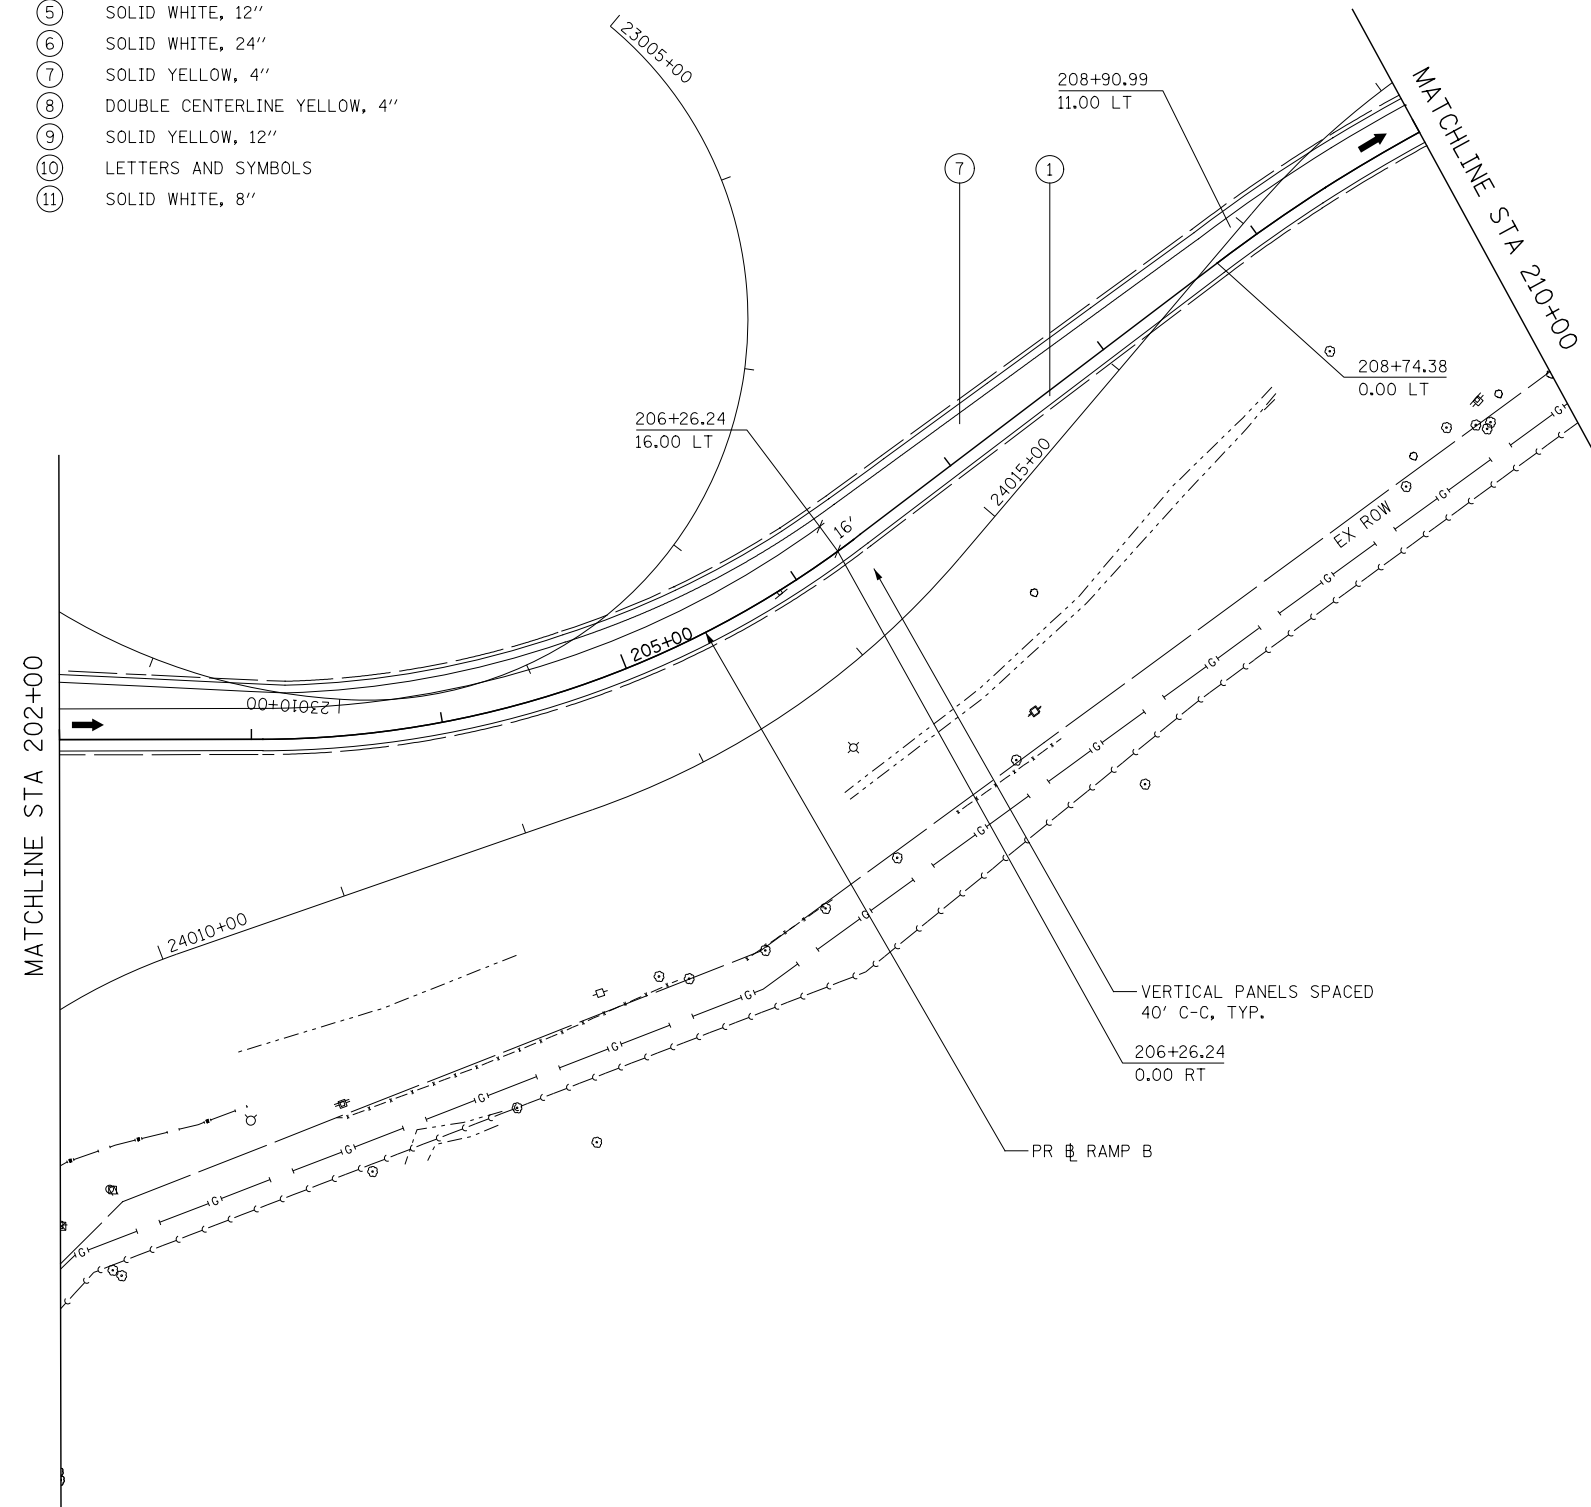 5 SOLID WHITE, 12"
6 SOLID WHITE, 24"
7 SOLID YELLOW, 4"
8 DOUBLE CENTERLINE YELLOW, 4"
9 SOLID YELLOW, 12"
10 LETTERS AND SYMBOLS
11 SOLID WHITE, 8"
23005+00
208+90.99
11.00 LT
MATCHLINE STA 210+00
7
1
208+74.38
0.00 LT
206+26.24
16.00 LT
24015+00
16'
EX ROW
205+00
23010+00
MATCHLINE STA 202+00
24010+00
VERTICAL PANELS SPACED
40' C-C, TYP.
206+26.24
0.00 RT
PR BL RAMP B
G
G
G
G
G
G
G
G
G
G
G
G
G